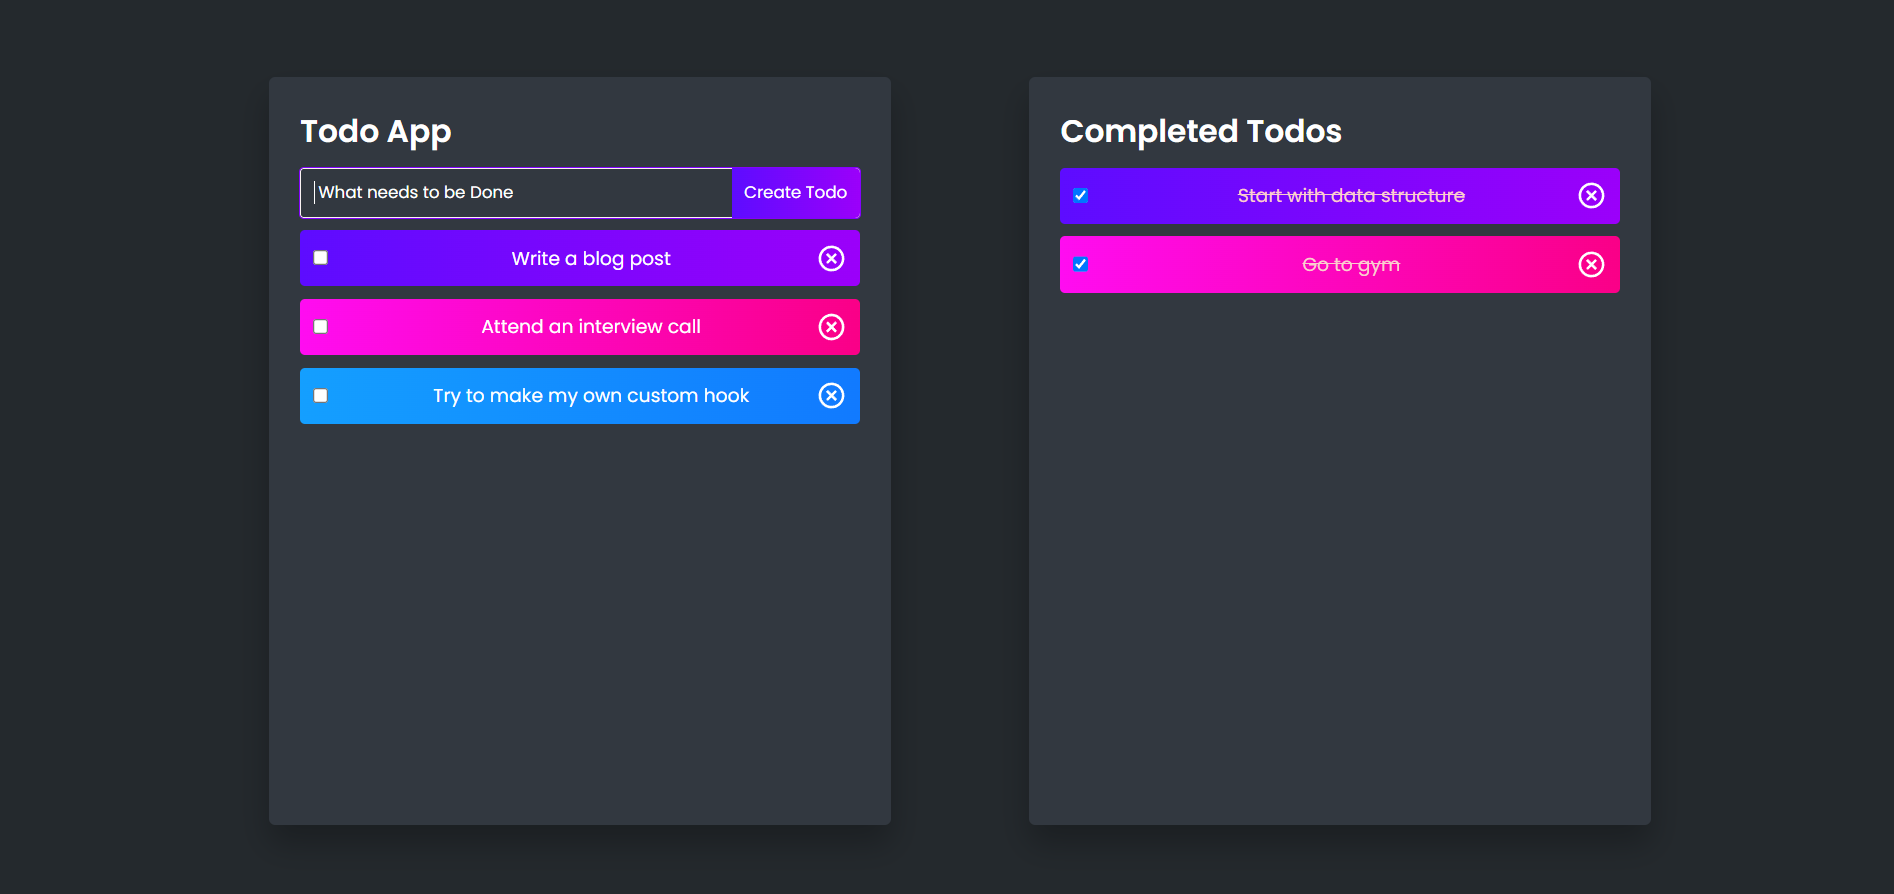 Todo App
What needs to be Done
Create Todo
Write a blog post
Attend an interview call
Try to make my own custom hook
Completed Todos
Start with data structure
Go to gym